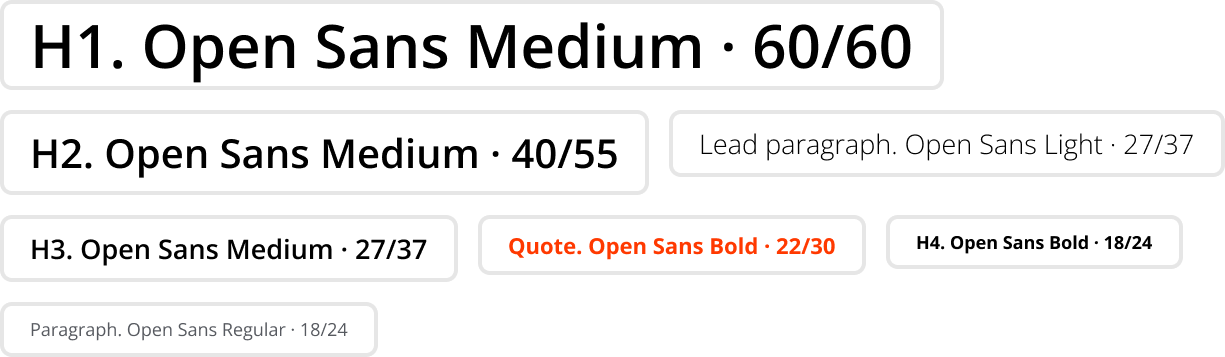 H1. Open Sans Medium · 60/60
H2. Open Sans Medium · 40/55
Lead paragraph. Open Sans Light · 27/37
H3. Open Sans Medium · 27/37
Quote. Open Sans Bold · 22/30
H4. Open Sans Bold · 18/24
Paragraph. Open Sans Regular · 18/24